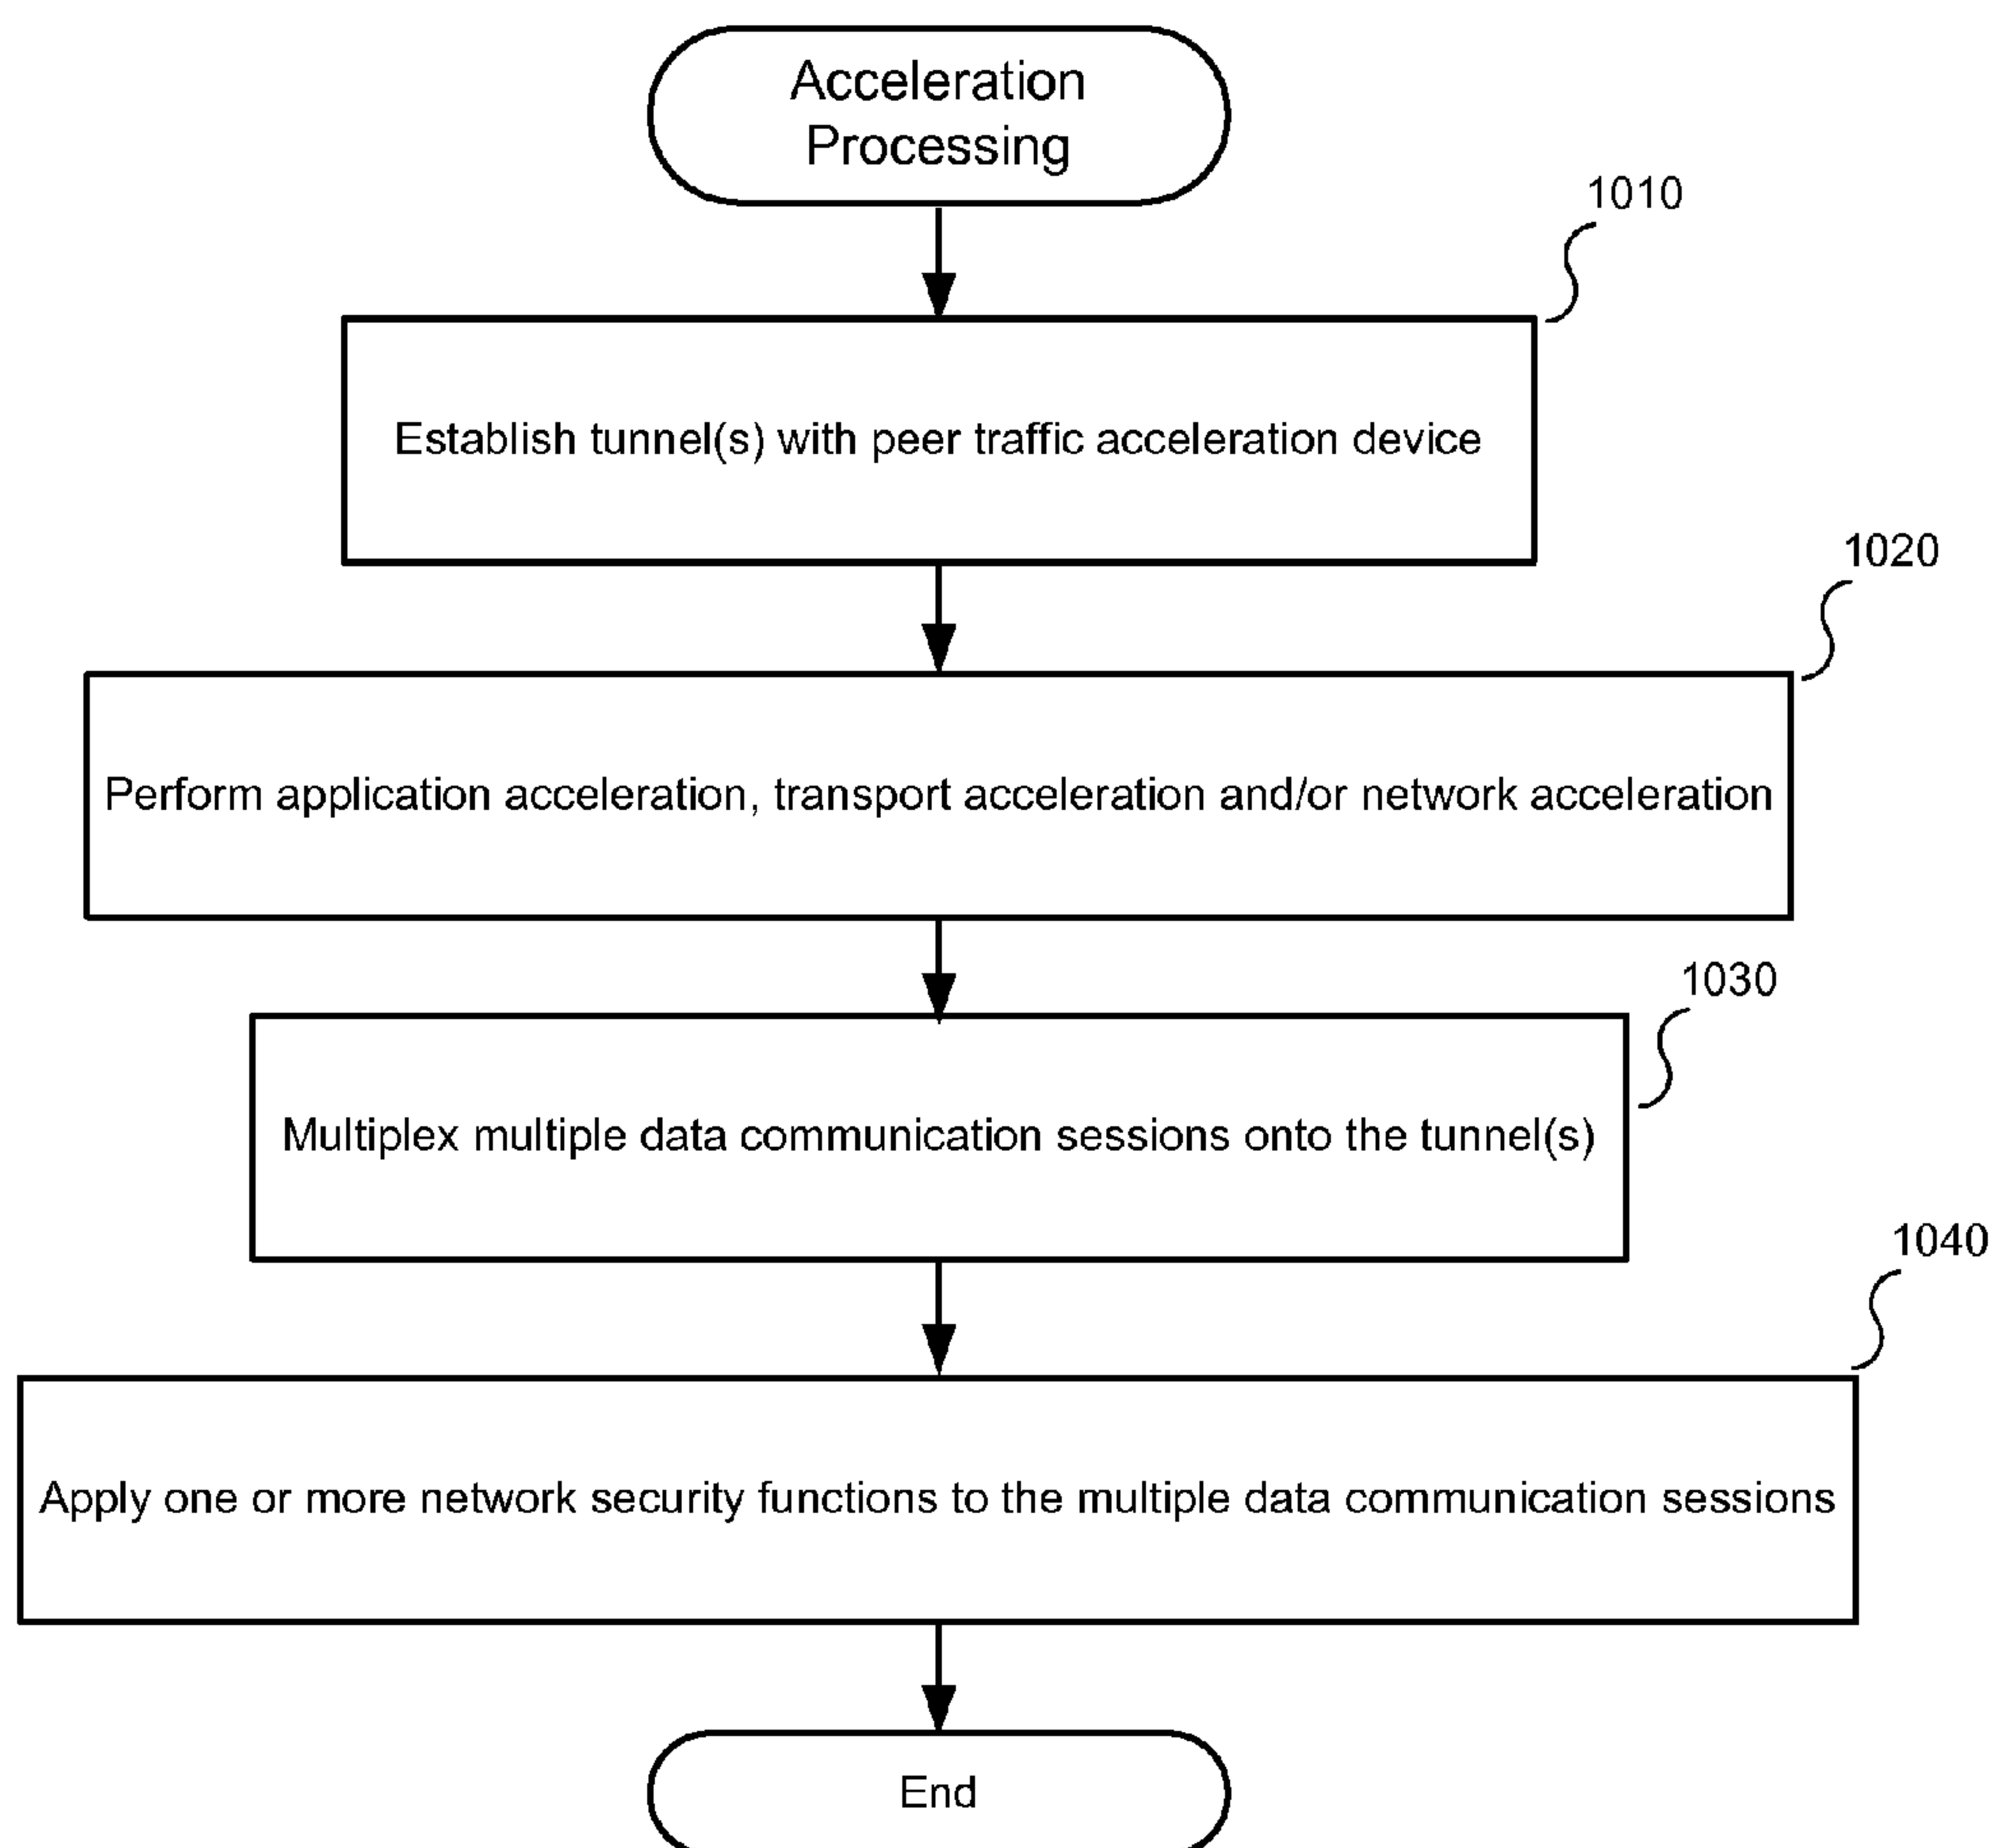 Acceleration
Processing
1010
Establish tunnel(s) with peer traffic acceleration device
1020
Perform application acceleration, transport acceleration and/or network acceleration
1030
Multiplex multiple data communication sessions onto the tunnel(s)
1040
Apply one or more network security functions to the multiple data communication sessions
End